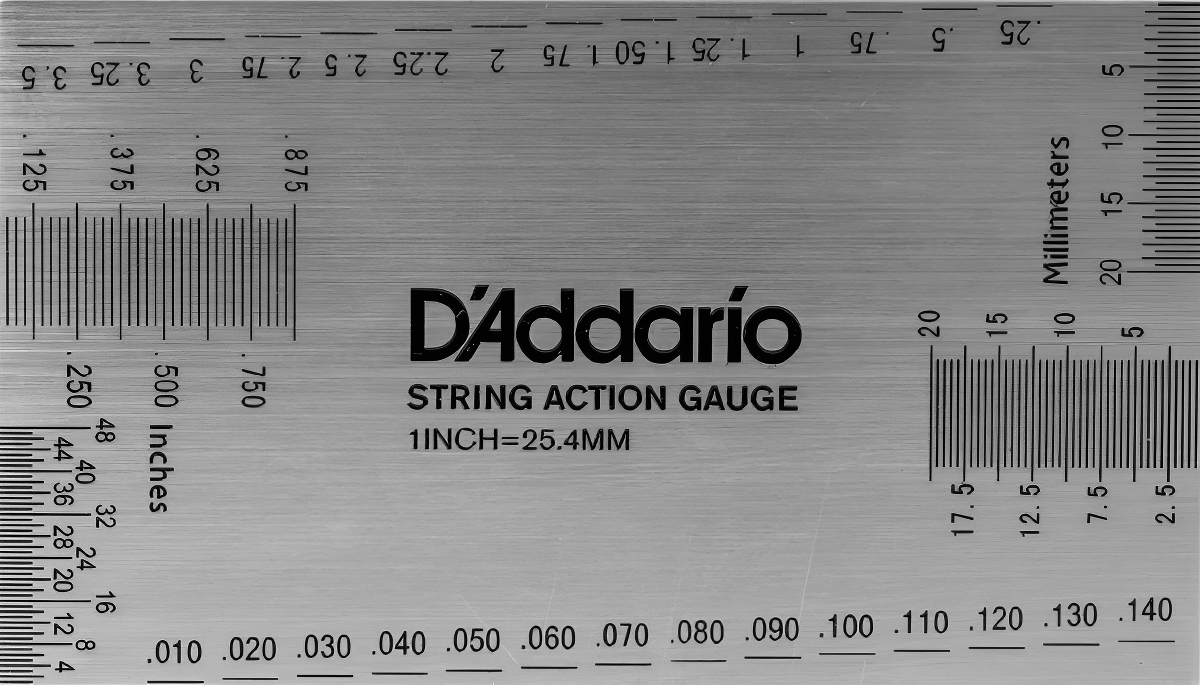 3.5 3.25 3 2.75 2.5 2.25 2 1.75 1.50 1.25 1 .75 .5 .25
5 10 15 20
Millimeters
.125 .375 .625 .875
.250 .500 .750
Inches
D'Addario
STRING ACTION GAUGE
1INCH=25.4MM
20 15 10 5
17.5 12.5 7.5 2.5
48 44 40 36 32 28 24 20 16 12 8 4
.010 .020 .030 .040 .050 .060 .070 .080 .090 .100 .110 .120 .130 .140